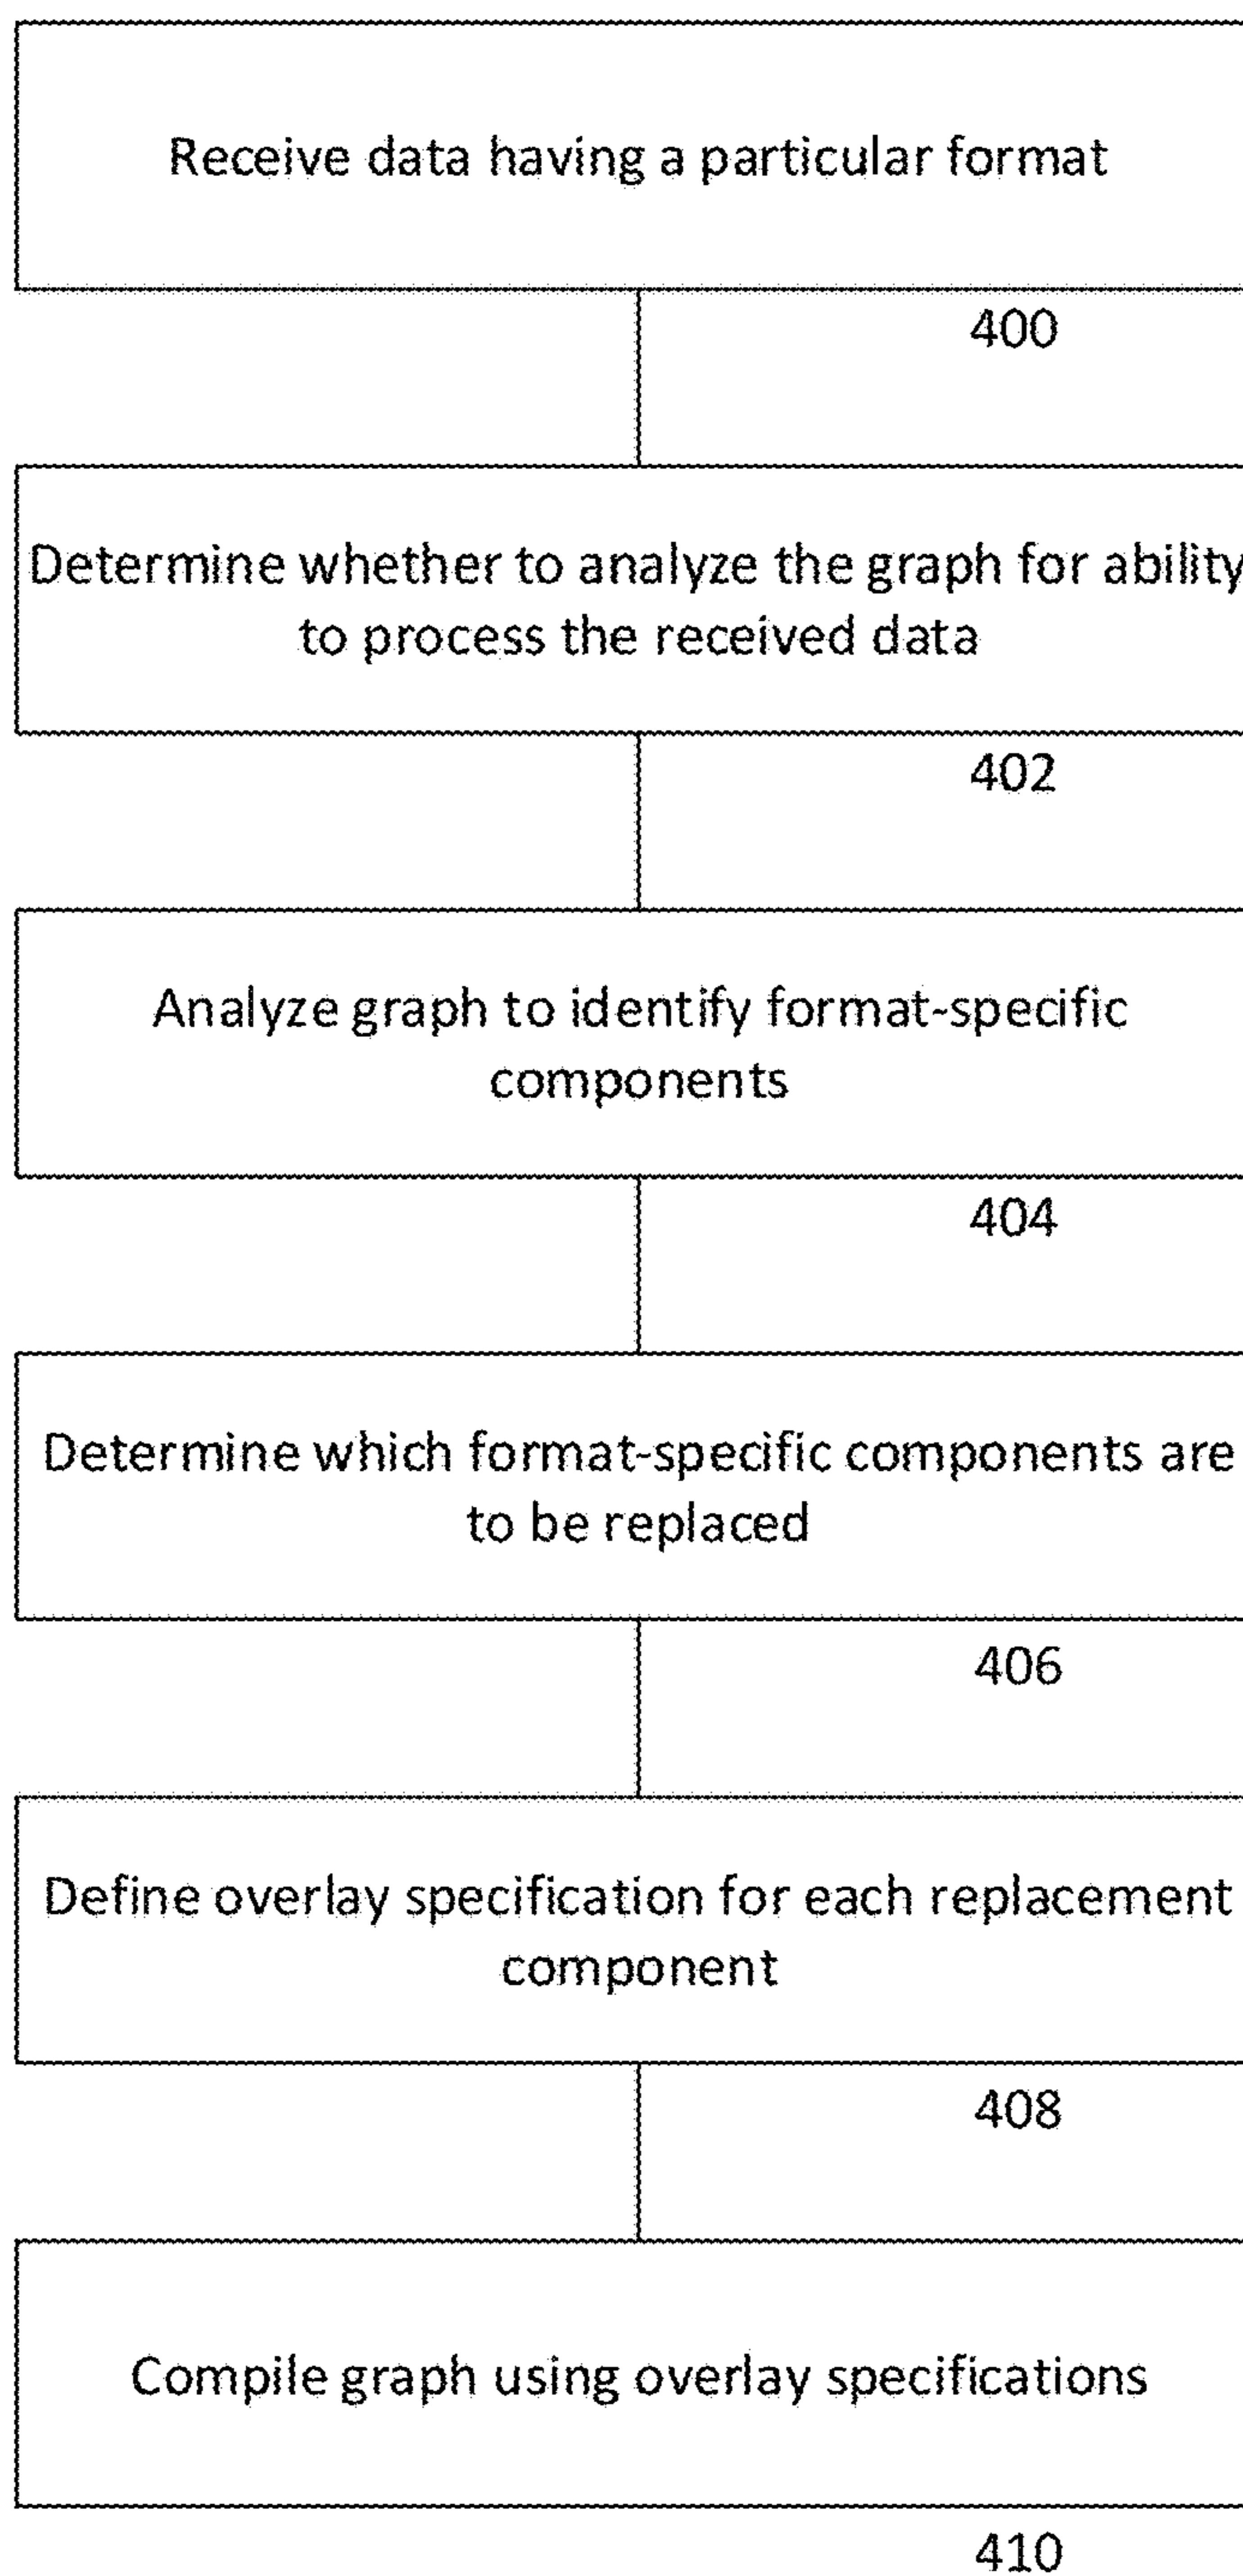 Receive data having a particular format
400
Determine whether to analyze the graph for ability
to process the received data
402
Analyze graph to identify format-specific
components
404
Determine which format-specific components are
to be replaced
406
Define overlay specification for each replacement
component
408
Compile graph using overlay specifications
410